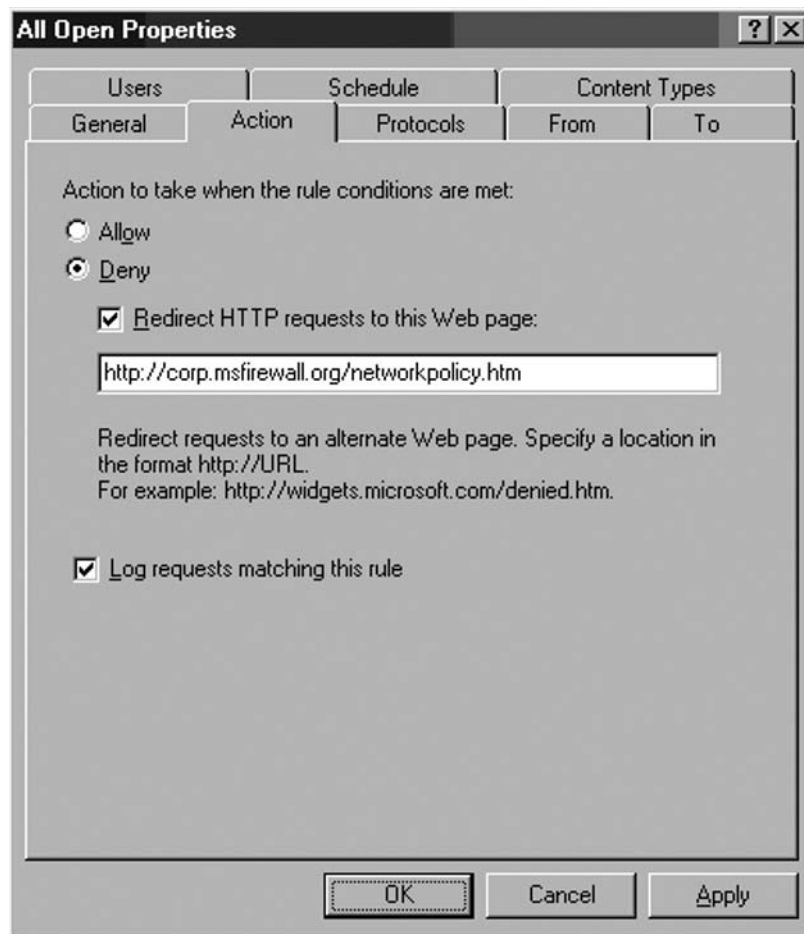 All Open Properties
Users Schedule Content Types
General Action Protocols From To
Action to take when the rule conditions are met:
Allow
Deny
Redirect HTTP requests to this Web page:
http://corp.msfirewall.org/networkpolicy.htm
Redirect requests to an alternate Web page. Specify a location in
the format http://URL.
For example: http://widgets.microsoft.com/denied.htm.
Log requests matching this rule
OK Cancel Apply